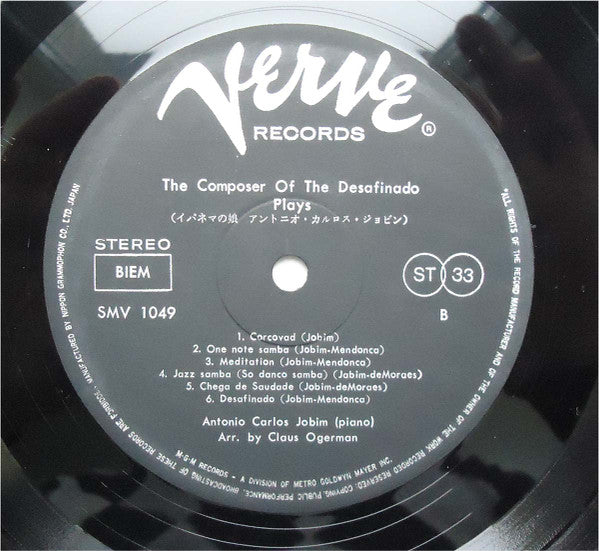 Verve
RECORDS ®
The Composer Of The Desafinado
Plays
(イパネマの娘 アントニオ・カルロス・ジョビン)
STEREO
BIEM
SMV 1049
ST 33
B
1. Corcovad (Jobim)
2. One note samba (Jobim-Mendonca)
3. Meditation (Jobim-Mendonca)
4. Jazz samba (So danco samba) (Jabim-deMoraes)
5. Chega de Saudade (Jobim-deMoraes)
6. Desafinado (Jobim-Mendonca)
Antonio Carlos Jobim (piano)
Arr. by Claus Ogerman
M-G-M RECORDS - A DIVISION OF METRO GOLDWYN MAYER INC.
MANUFACTURED BY NIPPON GRAMMOPHON CO., LTD. JAPAN
"ALL RIGHTS OF THE RECORD MANUFACTURER AND OF THE OWNER OF THE WORK RECORDED RESERVED. COPYING, PUBLIC PERFORMANCE, BROADCASTING OF THESE RECORDS ARE